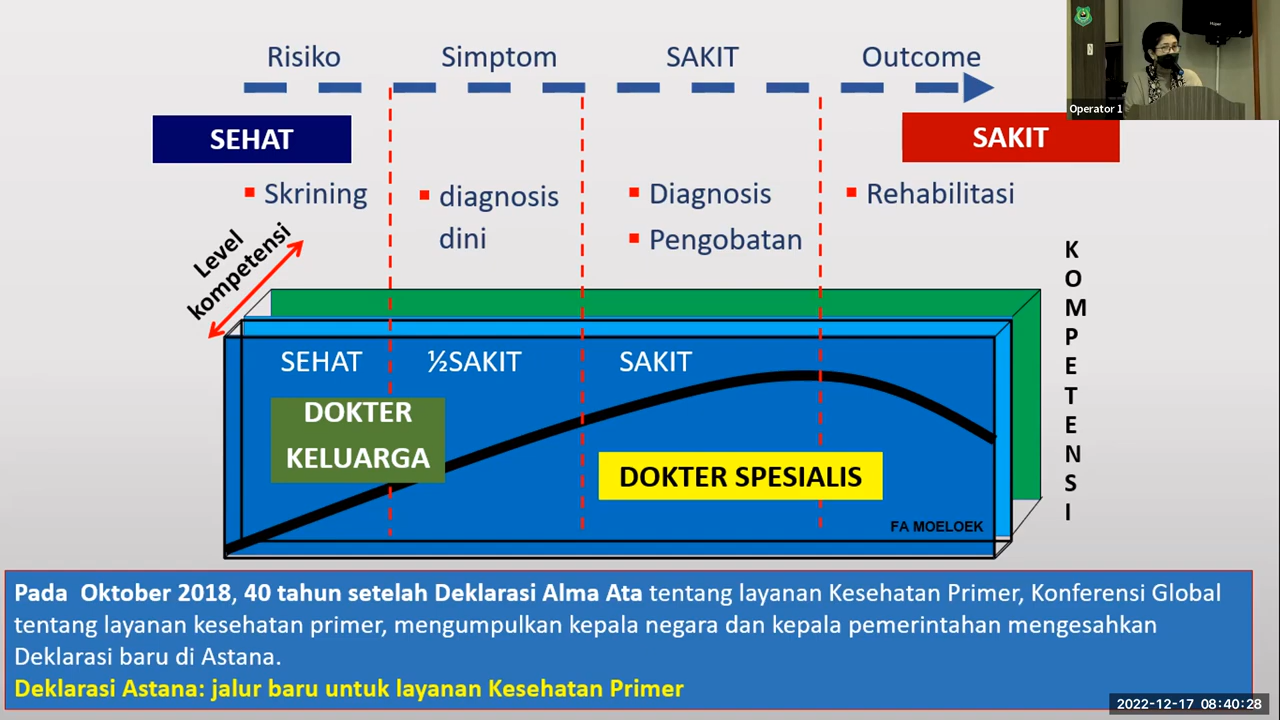 Risiko
Simptom
SAKIT
Outcome
Operator 1
SEHAT
SAKIT
▪ Skrining
▪ diagnosis
dini
▪ Diagnosis
▪ Pengobatan
▪ Rehabilitasi
Level
kompetensi
K
O
M
P
E
T
E
N
S
I
SEHAT
½SAKIT
SAKIT
DOKTER
KELUARGA
DOKTER SPESIALIS
FA MOELOEK
Pada Oktober 2018, 40 tahun setelah Deklarasi Alma Ata tentang layanan Kesehatan Primer, Konferensi Global
tentang layanan kesehatan primer, mengumpulkan kepala negara dan kepala pemerintahan mengesahkan
Deklarasi baru di Astana.
Deklarasi Astana: jalur baru untuk layanan Kesehatan Primer
2022-12-17 08:40:28